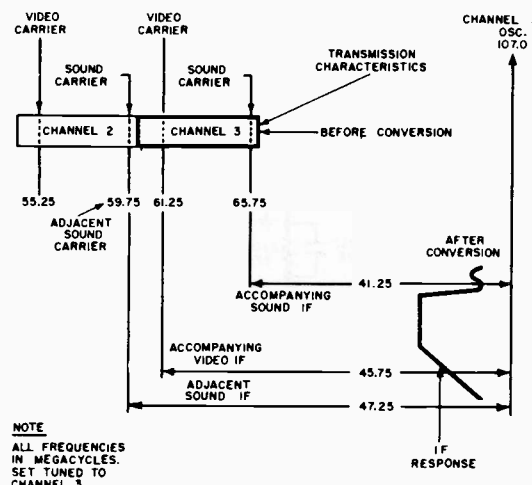 VIDEO
CARRIER
VIDEO
CARRIER
CHANNEL
OSC.
107.0
SOUND
CARRIER
SOUND
CARRIER
TRANSMISSION
CHARACTERISTICS
CHANNEL 2
CHANNEL 3
BEFORE CONVERSION
55.25
59.75
61.25
65.75
ADJACENT
SOUND
CARRIER
AFTER
CONVERSION
41.25
ACCOMPANYING
SOUND IF
ACCOMPANYING
VIDEO IF
45.75
ADJACENT
SOUND IF
47.25
NOTE
ALL FREQUENCIES
IN MEGACYCLES.
SET TUNED TO
CHANNEL 3
IF
RESPONSE